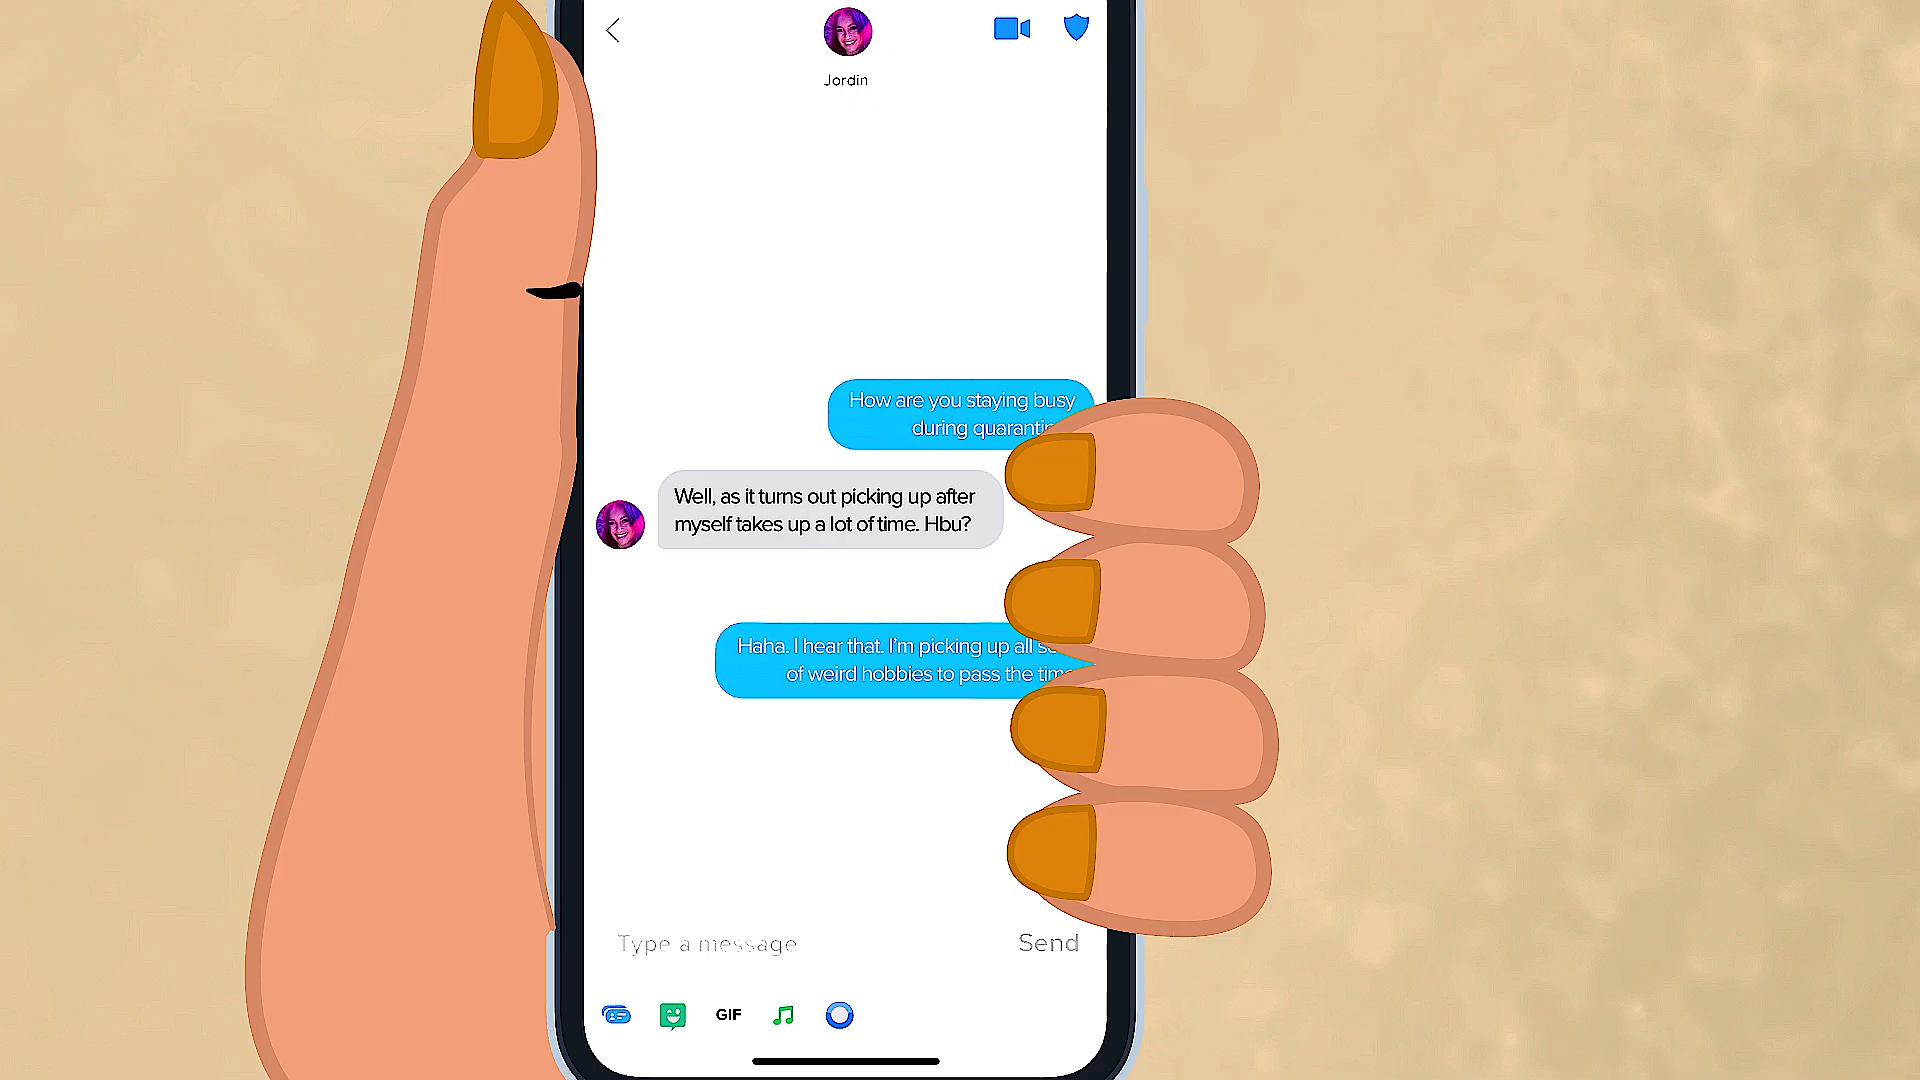 Jordin
How are you staying busy
during
Well, as it turns out picking up after
myself takes up a lot of time. Hbu?
Haha. I hear that. I'm picking up all
of weird hobbies to pass the
Type a message
Send
GIF